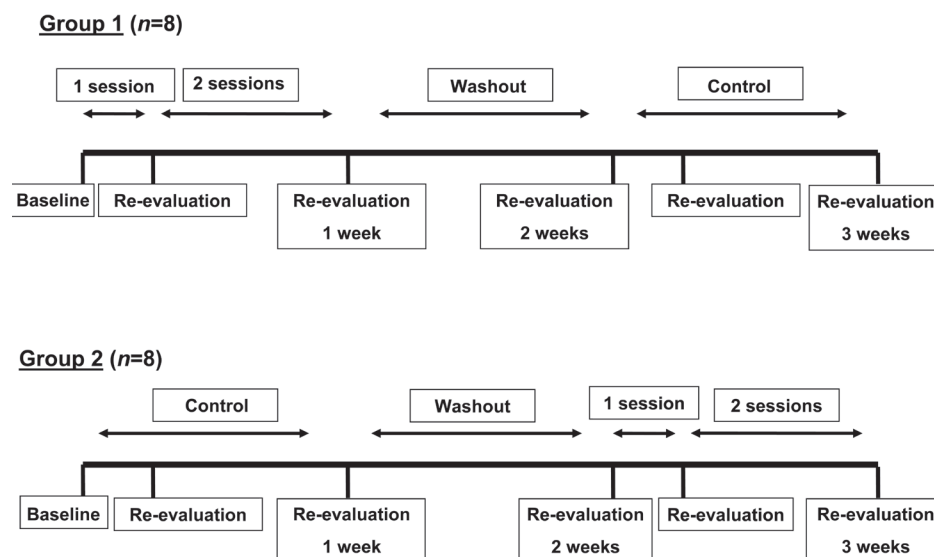 Group 1 (n=8)
1 session
2 sessions
Washout
Control
Baseline
Re-evaluation
Re-evaluation
1 week
Re-evaluation
2 weeks
Re-evaluation
Re-evaluation
3 weeks
Group 2 (n=8)
Control
Washout
1 session
2 sessions
Baseline
Re-evaluation
Re-evaluation
1 week
Re-evaluation
2 weeks
Re-evaluation
Re-evaluation
3 weeks